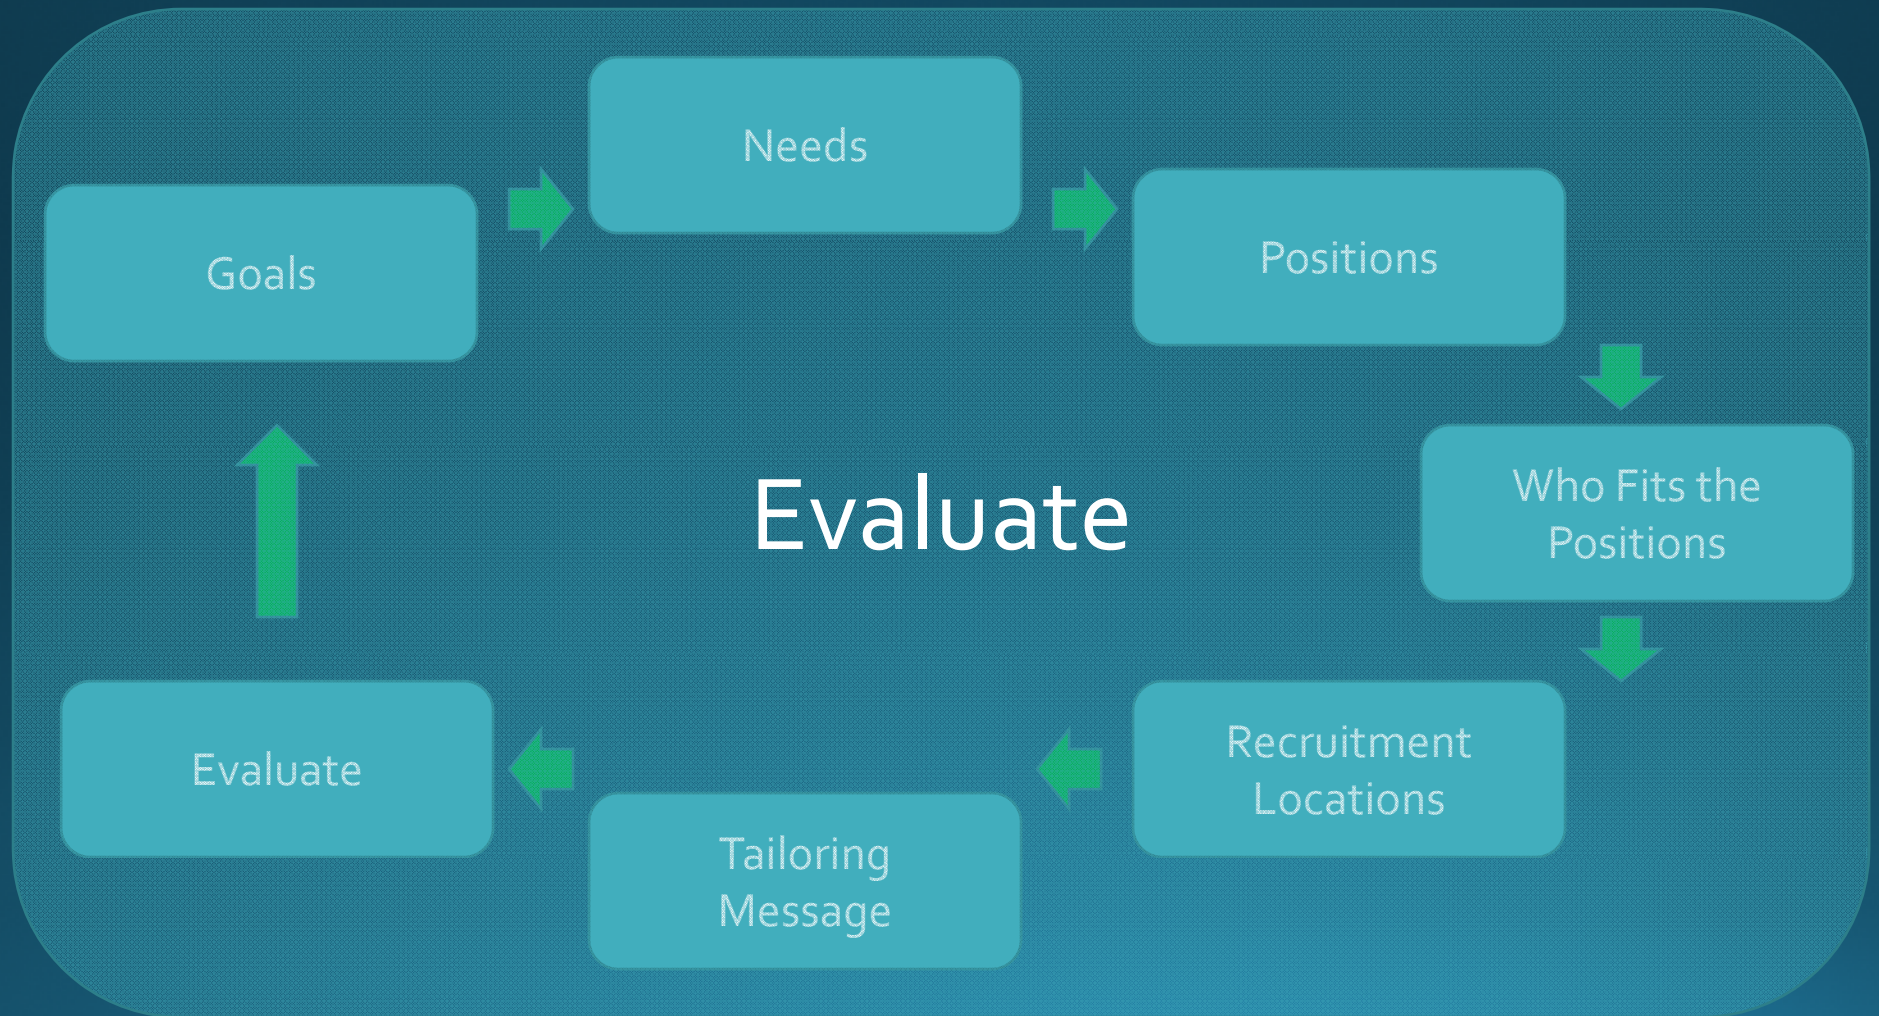 Needs
Goals
Positions
Evaluate
Who Fits the
Positions
Recruitment
Locations
Evaluate
Tailoring
Message